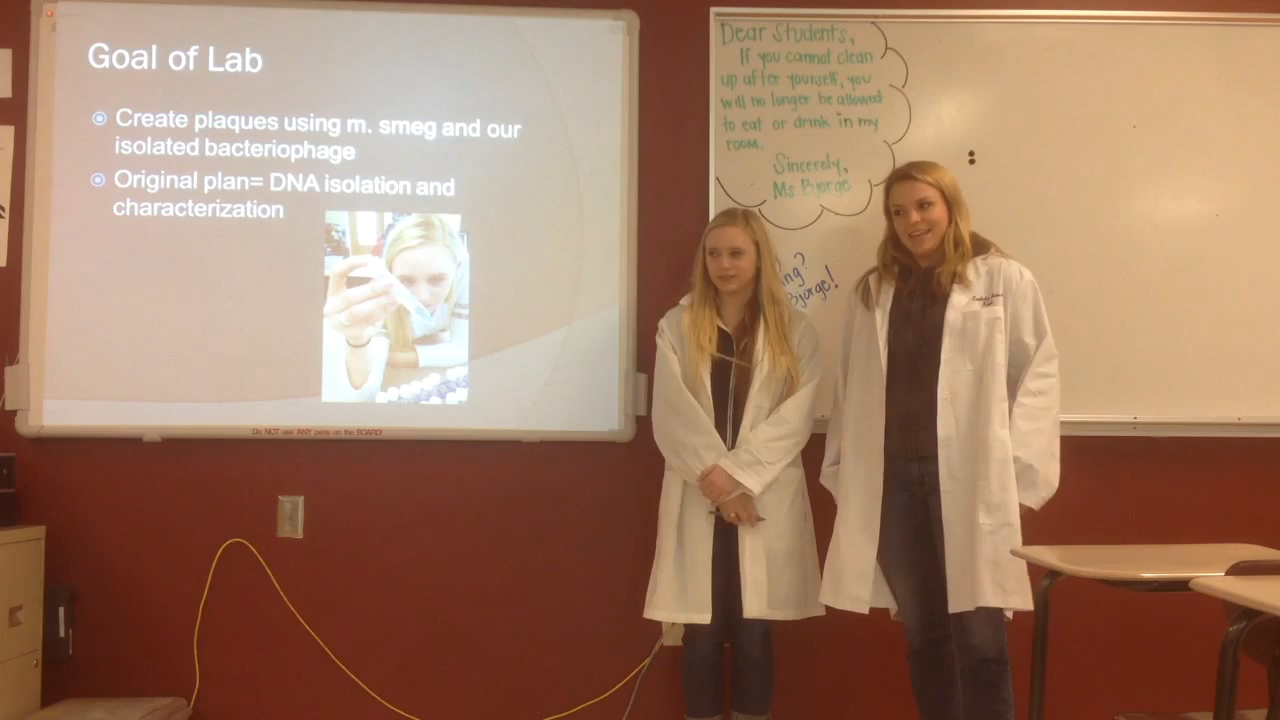 Goal of Lab
Create plaques using m. smeg and our
isolated bacteriophage
Original plan= DNA isolation and
characterization
Do NOT use ANY pens on the BOARD!
Dear Students,
If you cannot clean
up after yourself, you
will no longer be allowed
to eat or drink in my
room.
Sincerely,
Ms Bjorge
ing?
Bjorge!